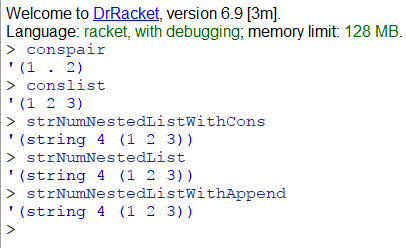 Welcome to DrRacket, version 6.9 [3m].
Language: racket, with debugging; memory limit: 128 MB.
> conspair
'(1 . 2)
> conslist
'(1 2 3)
> strNumNestedListWithCons
'(string 4 (1 2 3))
> strNumNestedList
'(string 4 (1 2 3))
> strNumNestedListWithAppend
'(string 4 (1 2 3))
>